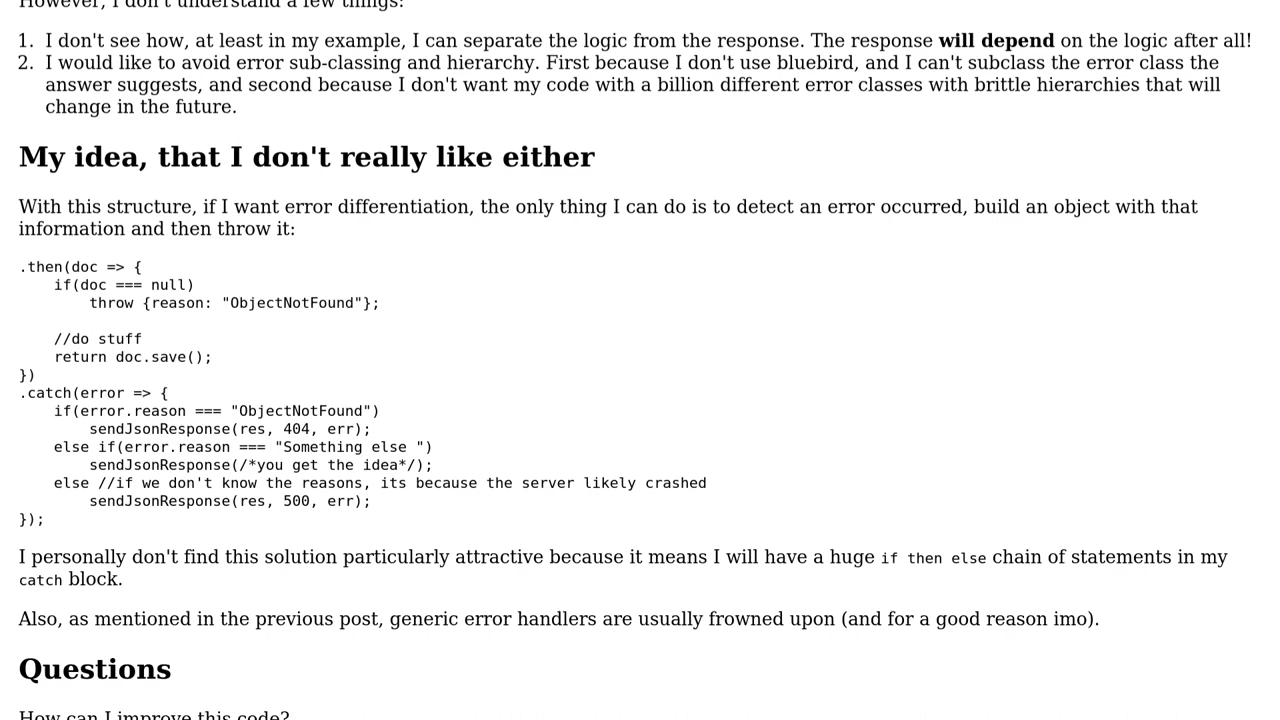 However, I don't understand a few things:
1. I don't see how, at least in my example, I can separate the logic from the response. The response will depend on the logic after all!
2. I would like to avoid error sub-classing and hierarchy. First because I don't use bluebird, and I can't subclass the error class the
answer suggests, and second because I don't want my code with a billion different error classes with brittle hierarchies that will
change in the future.
My idea, that I don't really like either
With this structure, if I want error differentiation, the only thing I can do is to detect an error occurred, build an object with that
information and then throw it:
.then(doc => {
    if(doc === null)
        throw {reason: "ObjectNotFound"};

    //do stuff
    return doc.save();
})
.catch(error => {
    if(error.reason === "ObjectNotFound")
        sendJsonResponse(res, 404, err);
    else if(error.reason === "Something else ")
        sendJsonResponse(/*you get the idea*/);
    else //if we don't know the reasons, its because the server likely crashed
        sendJsonResponse(res, 500, err);
});
I personally don't find this solution particularly attractive because it means I will have a huge if then else chain of statements in my
catch block.
Also, as mentioned in the previous post, generic error handlers are usually frowned upon (and for a good reason imo).
Questions
How can I improve this code?